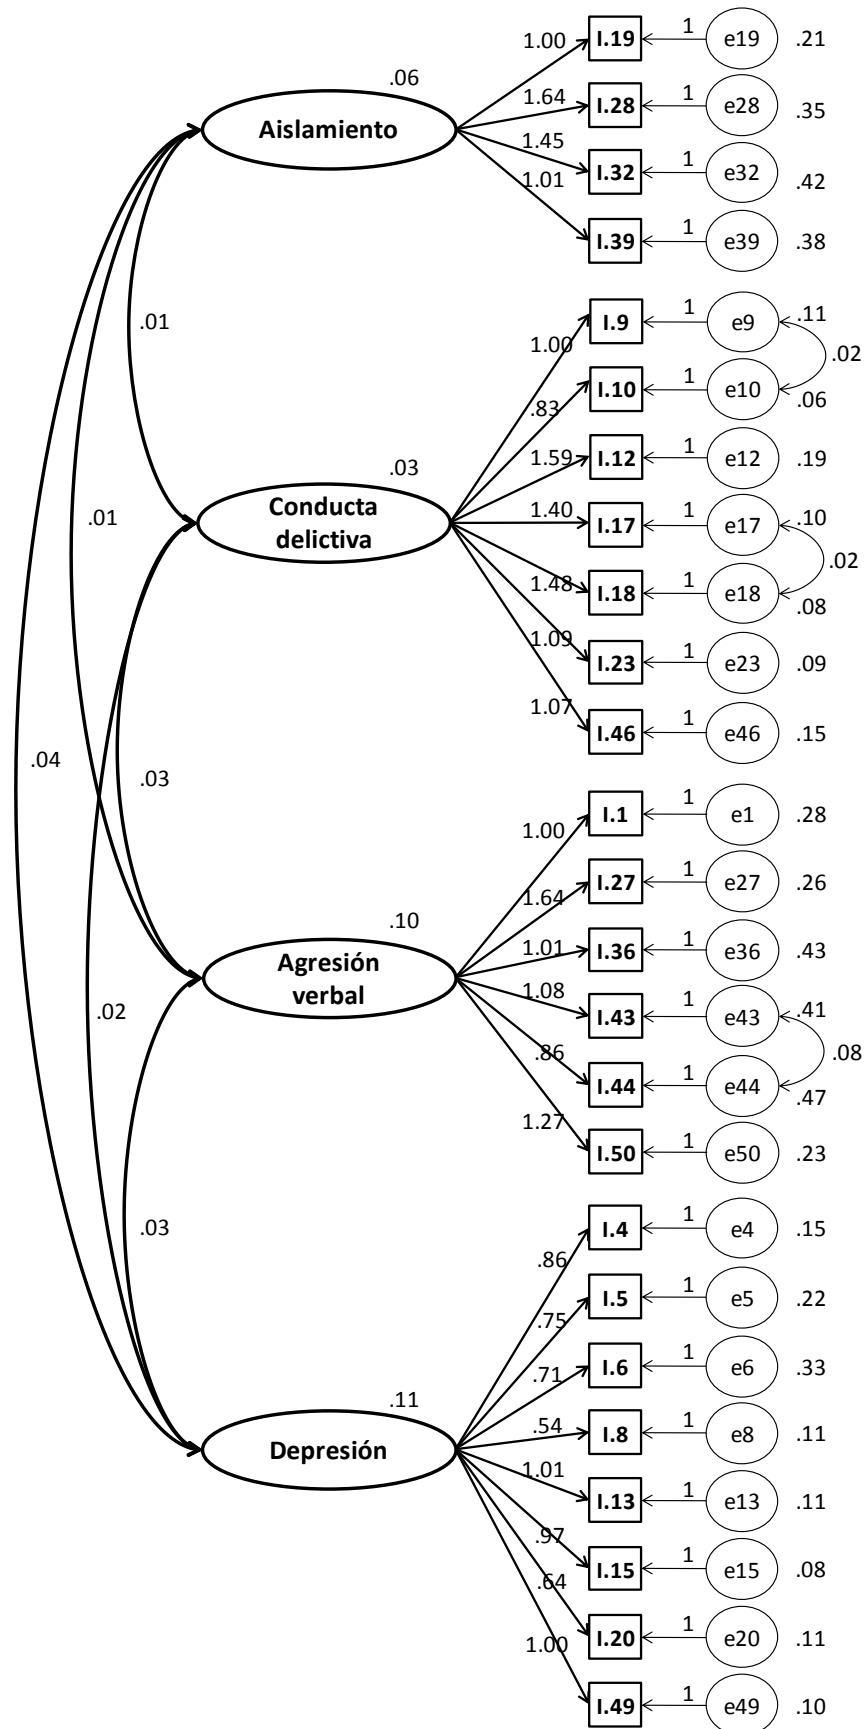 .06
Aislamiento
1.00
I.19
1
e19
.21
1.64
I.28
1
e28
.35
1.45
I.32
1
e32
.42
1.01
I.39
1
e39
.38
.01
.01
.04
.03
.02
.03
.03
Conducta
delictiva
1.00
I.9
1
e9
.11
.02
.83
I.10
1
e10
.06
1.59
I.12
1
e12
.19
1.40
I.17
1
e17
.10
.02
1.48
I.18
1
e18
.08
1.09
I.23
1
e23
.09
1.07
I.46
1
e46
.15
.10
Agresión
verbal
1.00
I.1
1
e1
.28
1.64
I.27
1
e27
.26
1.01
I.36
1
e36
.43
1.08
I.43
1
e43
.41
.08
.86
I.44
1
e44
.47
1.27
I.50
1
e50
.23
.11
Depresión
.86
I.4
1
e4
.15
.75
I.5
1
e5
.22
.71
I.6
1
e6
.33
.54
I.8
1
e8
.11
1.01
I.13
1
e13
.11
.97
I.15
1
e15
.08
.64
I.20
1
e20
.11
1.00
I.49
1
e49
.10